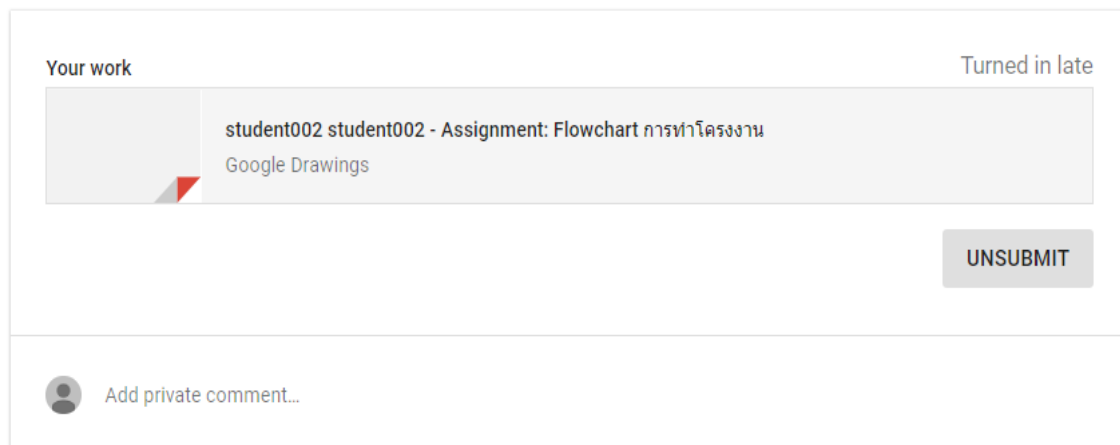 Your work
Turned in late
student002 student002 - Assignment: Flowchart การทำโครงงาน
Google Drawings
UNSUBMIT
Add private comment...